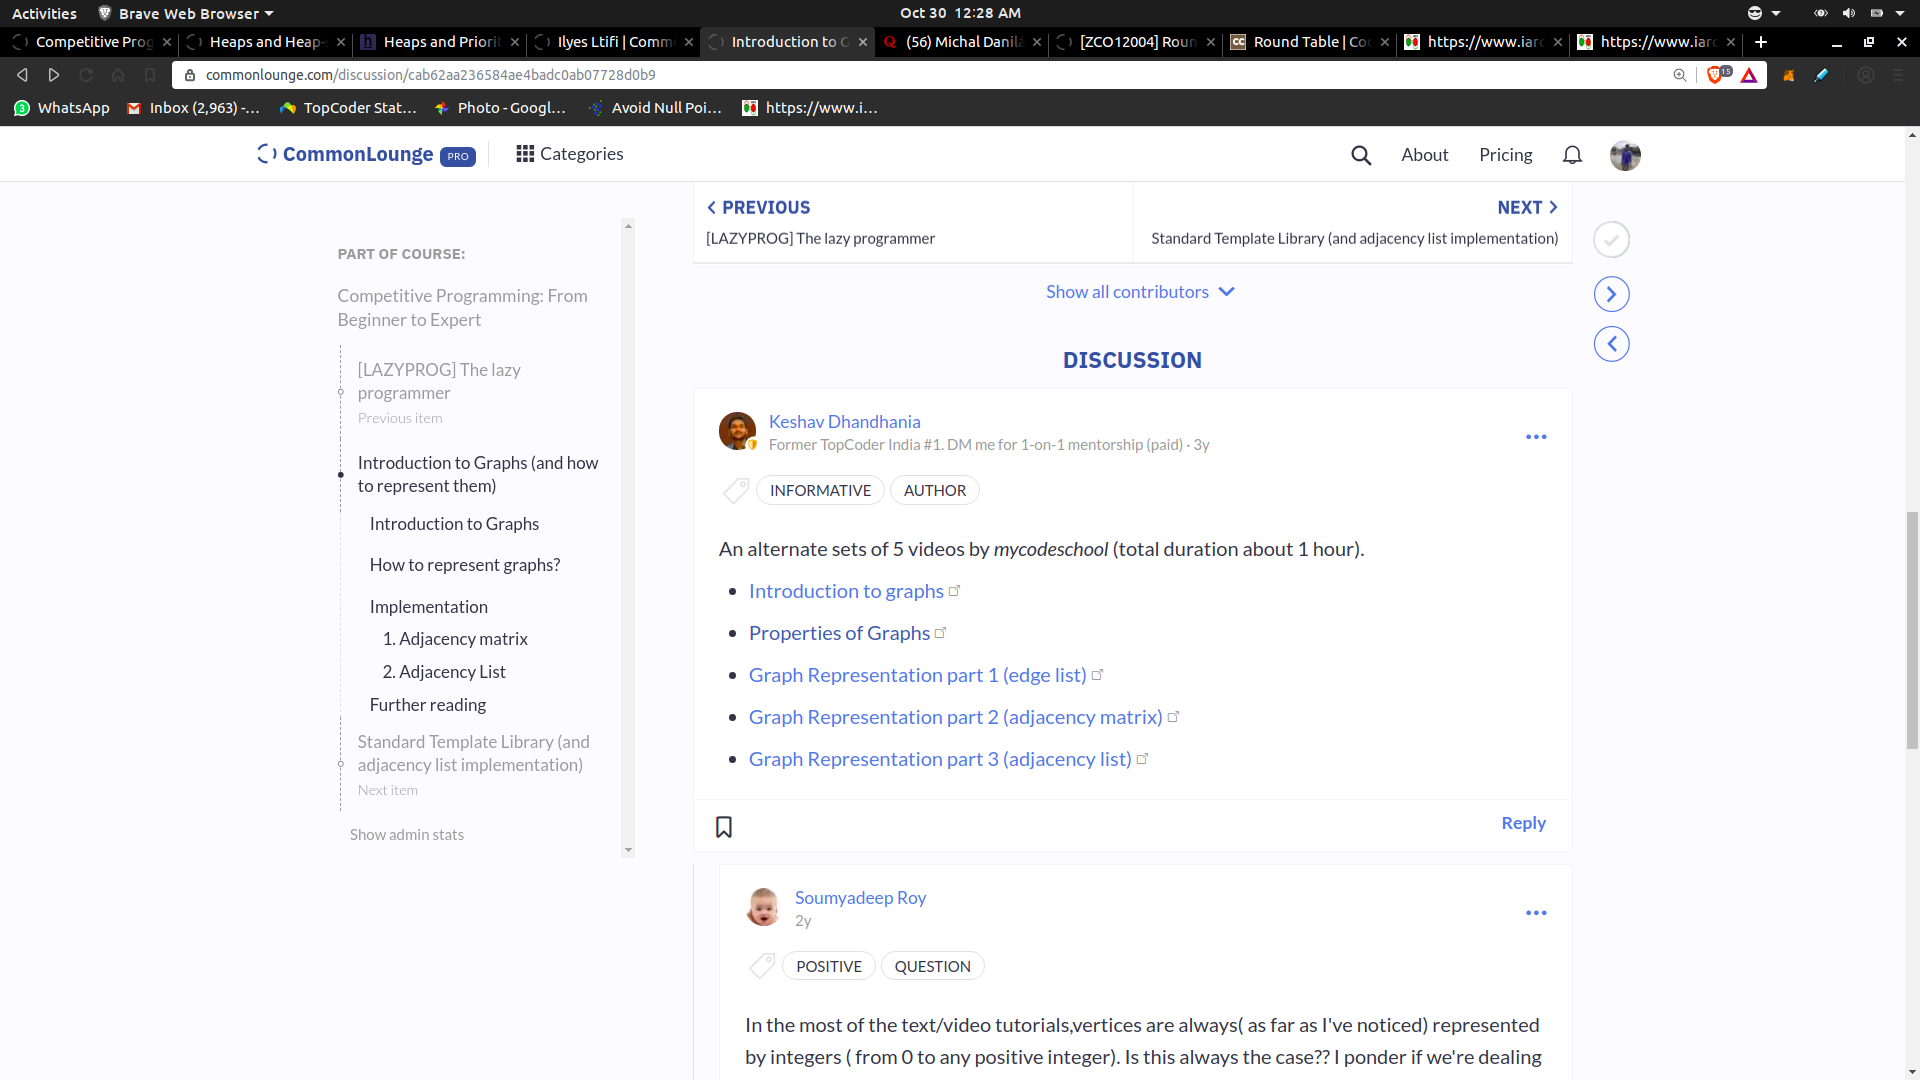 Activities Brave Web Browser Oct 30 12:28 AM
Competitive Prog Heaps and Heap- Heaps and Priorit Ilyes Ltifi | Comm Introduction to G (56) Michal Danilá [ZCO12004] Roun Round Table | Co https://www.iarc https://www.iarc
commonlounge.com/discussion/cab62aa236584ae4badc0ab07728d0b9 15
WhatsApp Inbox (2,963) -... TopCoder Stat... Photo - Googl... Avoid Null Poi... https://www.i...
CommonLounge PRO Categories About Pricing
PREVIOUS NEXT
[LAZYPROG] The lazy programmer Standard Template Library (and adjacency list implementation)
PART OF COURSE:
Competitive Programming: From
Beginner to Expert
[LAZYPROG] The lazy
programmer
Previous item
Introduction to Graphs (and how
to represent them)
Introduction to Graphs
How to represent graphs?
Implementation
1. Adjacency matrix
2. Adjacency List
Further reading
Standard Template Library (and
adjacency list implementation)
Next item
Show admin stats
Show all contributors
DISCUSSION
Keshav Dhandhania
Former TopCoder India #1. DM me for 1-on-1 mentorship (paid) · 3y
INFORMATIVE AUTHOR
An alternate sets of 5 videos by mycodeschool (total duration about 1 hour).
• Introduction to graphs
• Properties of Graphs
• Graph Representation part 1 (edge list)
• Graph Representation part 2 (adjacency matrix)
• Graph Representation part 3 (adjacency list)
Reply
Soumyadeep Roy
2y
POSITIVE QUESTION
In the most of the text/video tutorials,vertices are always( as far as I've noticed) represented
by integers ( from 0 to any positive integer). Is this always the case?? I ponder if we're dealing